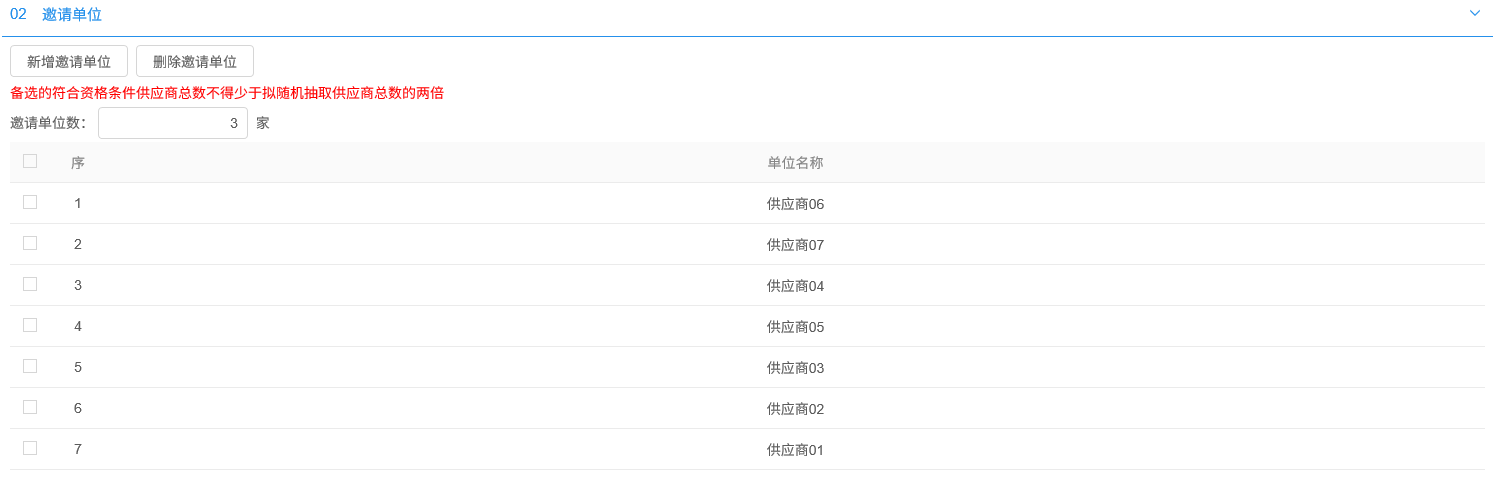 02 邀请单位
新增邀请单位 删除邀请单位
备选的符合资格条件供应商总数不得少于拟随机抽取供应商总数的两倍
邀请单位数： 3 家
序 单位名称
1 供应商06
2 供应商07
3 供应商04
4 供应商05
5 供应商03
6 供应商02
7 供应商01